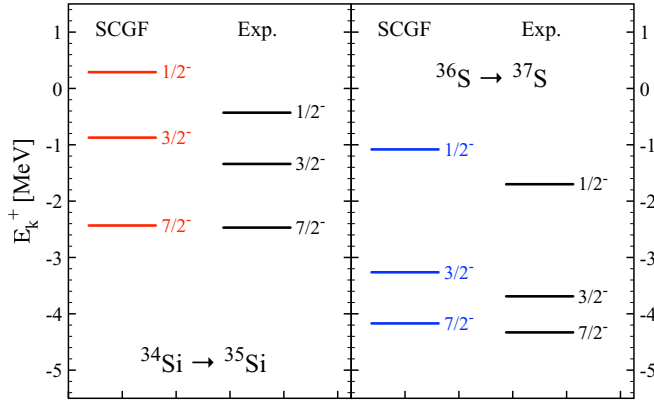 SCGF Exp. SCGF Exp.
1 1
³⁶S → ³⁷S
1/2⁻
0 0
1/2⁻
-1 3/2⁻ 1/2⁻ -1
3/2⁻
1/2⁻
-2 -2
7/2⁻ 7/2⁻
-3 3/2⁻ -3
3/2⁻
-4 7/2⁻ 7/2⁻ -4
³⁴Si → ³⁵Si
-5 -5
E_k⁺ [MeV]